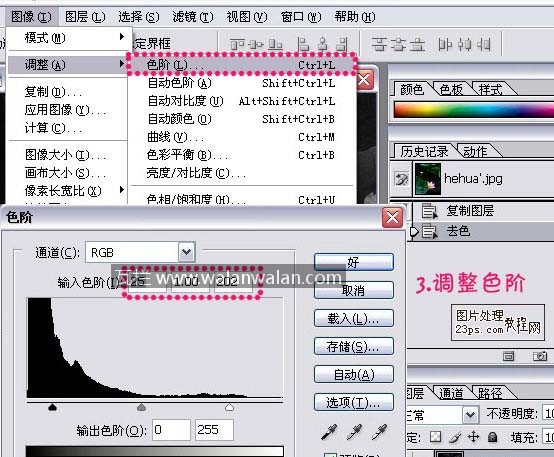 图像(I) 图层(L) 选择(S) 滤镜(T) 视图(V) 窗口(W) 帮助(H)
模式(M)
定界框
调整(A)
色阶(L)... Ctrl+L
自动色阶(A) Shift+Ctrl+L
自动对比度(U) Alt+Shift+Ctrl+L
自动颜色(O) Shift+Ctrl+B
曲线(V)... Ctrl+M
色彩平衡(B)... Ctrl+B
亮度/对比度(C)...
色相/饱和度(H)... Ctrl+U
复制(D)...
应用图像(Y)...
计算(C)...
图像大小(I)...
画布大小(S)...
像素长宽比(X)
颜色 色板 样式
历史记录 动作
hehua'.jpg
复制图层
去色
色阶
通道(C): RGB
好
www.walanwalan.com
输入色阶(I): 25 1.00 202
取消
载入(L)...
存储(S)...
自动(A)
选项(T)...
输出色阶(O): 0 255
3.调整色阶
图片处理
23ps.com
教程网
图层 通道 路径
正常 不透明度: 10
锁定: 填充: 10